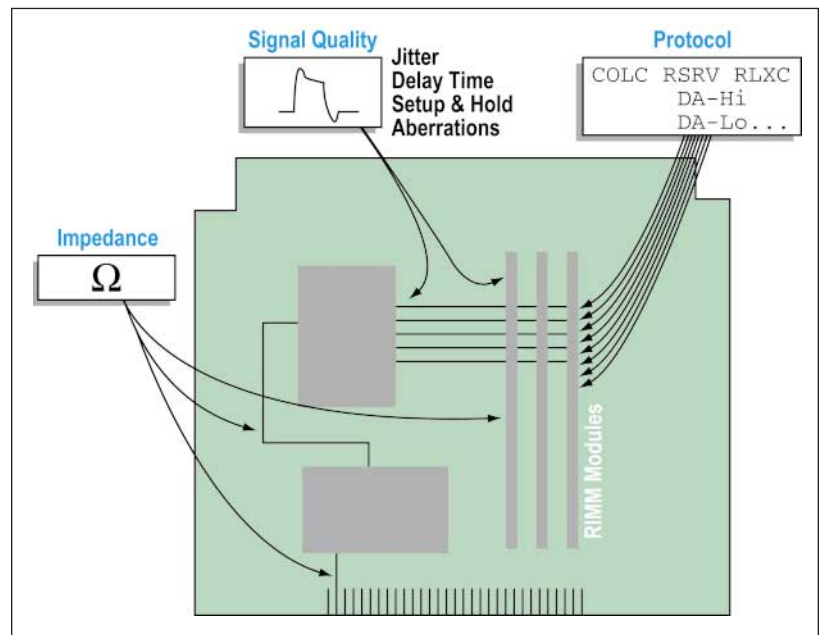 Signal Quality
Jitter
Delay Time
Setup & Hold
Aberrations
Protocol
COLC RSRV RLXC
DA-Hi
DA-Lo...
Impedance
Ω
RIMM Modules